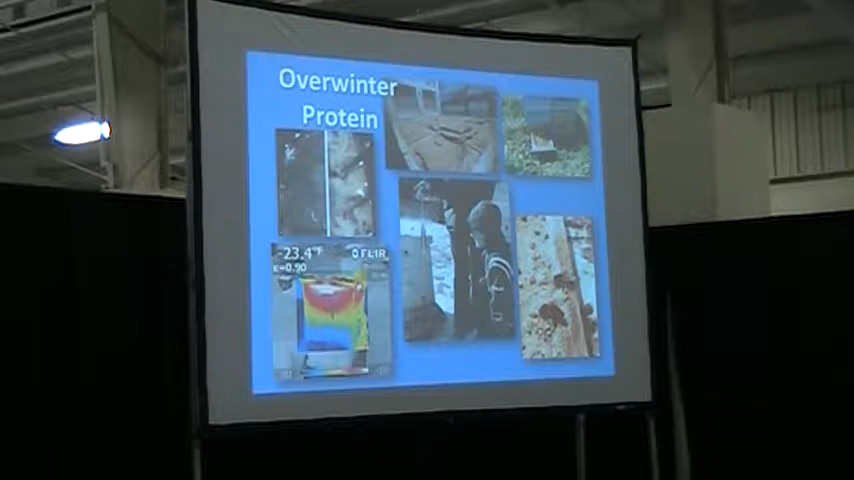 Overwinter
Protein
-23.4°F
ε=0.90
FLIR